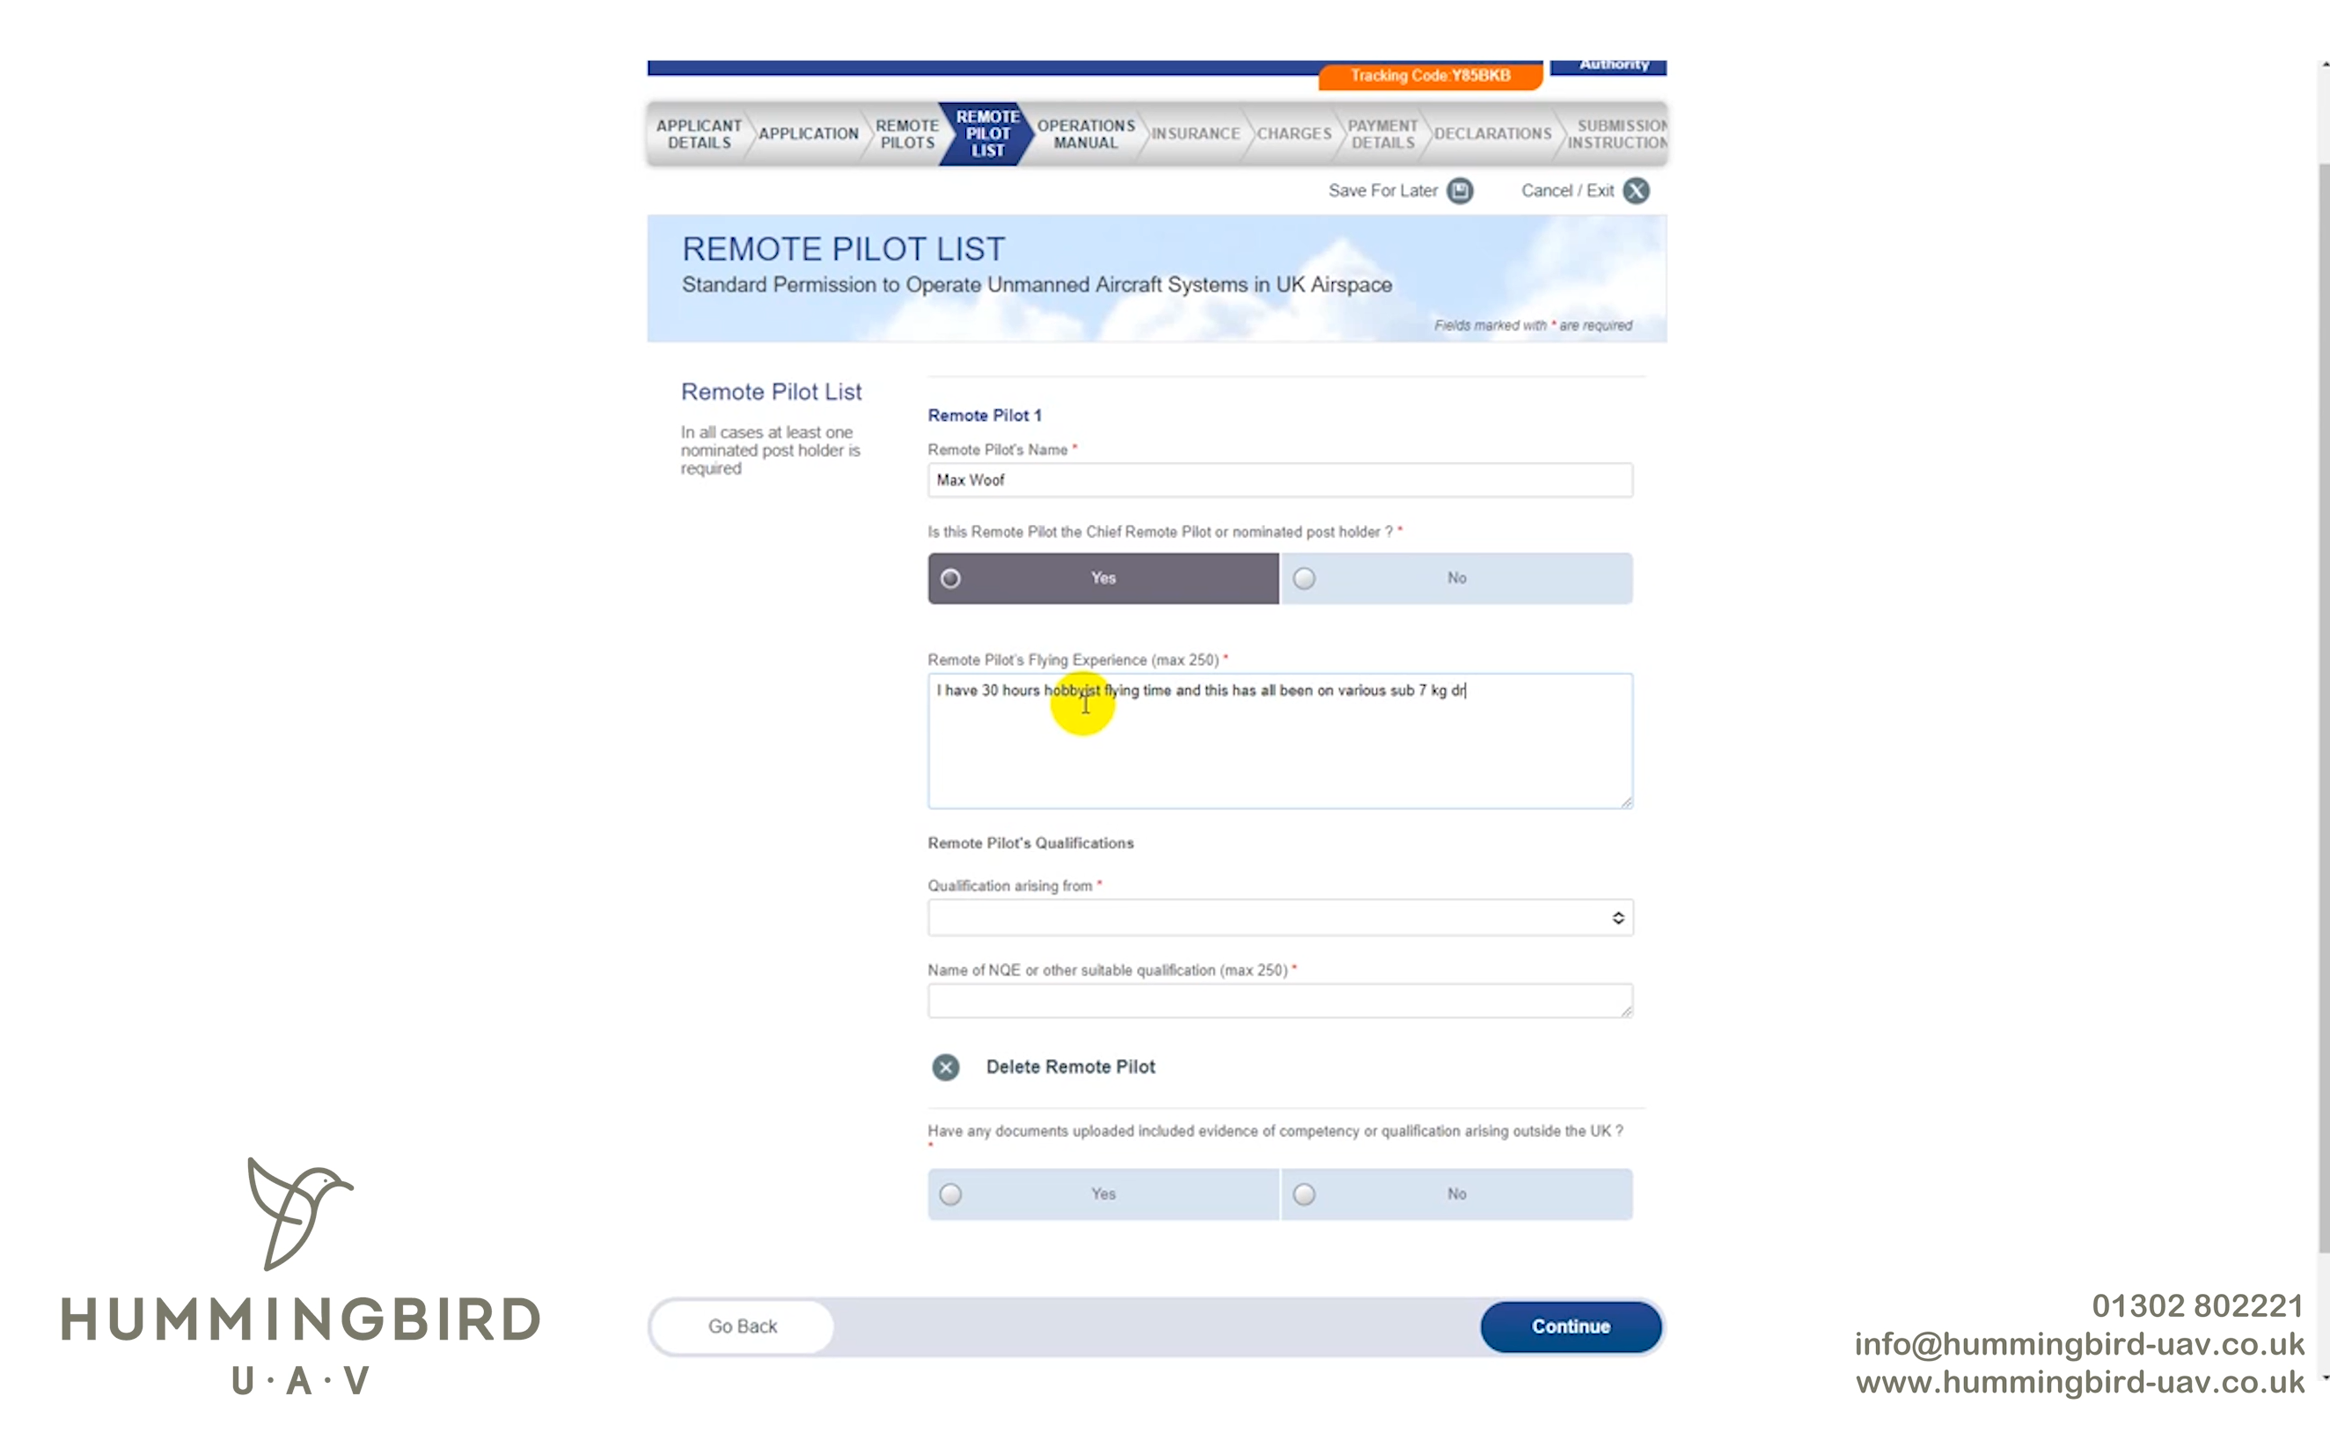 Authority
Tracking Code:Y85BKB
APPLICANT DETAILS
APPLICATION
REMOTE PILOTS
REMOTE PILOT LIST
OPERATIONS MANUAL
INSURANCE
CHARGES
PAYMENT DETAILS
DECLARATIONS
SUBMISSION INSTRUCTION
Save For Later
Cancel / Exit X
REMOTE PILOT LIST
Standard Permission to Operate Unmanned Aircraft Systems in UK Airspace
Fields marked with * are required
Remote Pilot List
In all cases at least one
nominated post holder is
required
Remote Pilot 1
Remote Pilot's Name *
Max Woof
Is this Remote Pilot the Chief Remote Pilot or nominated post holder ? *
Yes
No
Remote Pilot's Flying Experience (max 250) *
I have 30 hours hobbyist flying time and this has all been on various sub 7 kg dr
Remote Pilot's Qualifications
Qualification arising from *
Name of NQE or other suitable qualification (max 250) *
Delete Remote Pilot
Have any documents uploaded included evidence of competency or qualification arising outside the UK ?
*
Yes
No
Go Back
Continue
HUMMINGBIRD
U·A·V
01302 802221
info@hummingbird-uav.co.uk
www.hummingbird-uav.co.uk